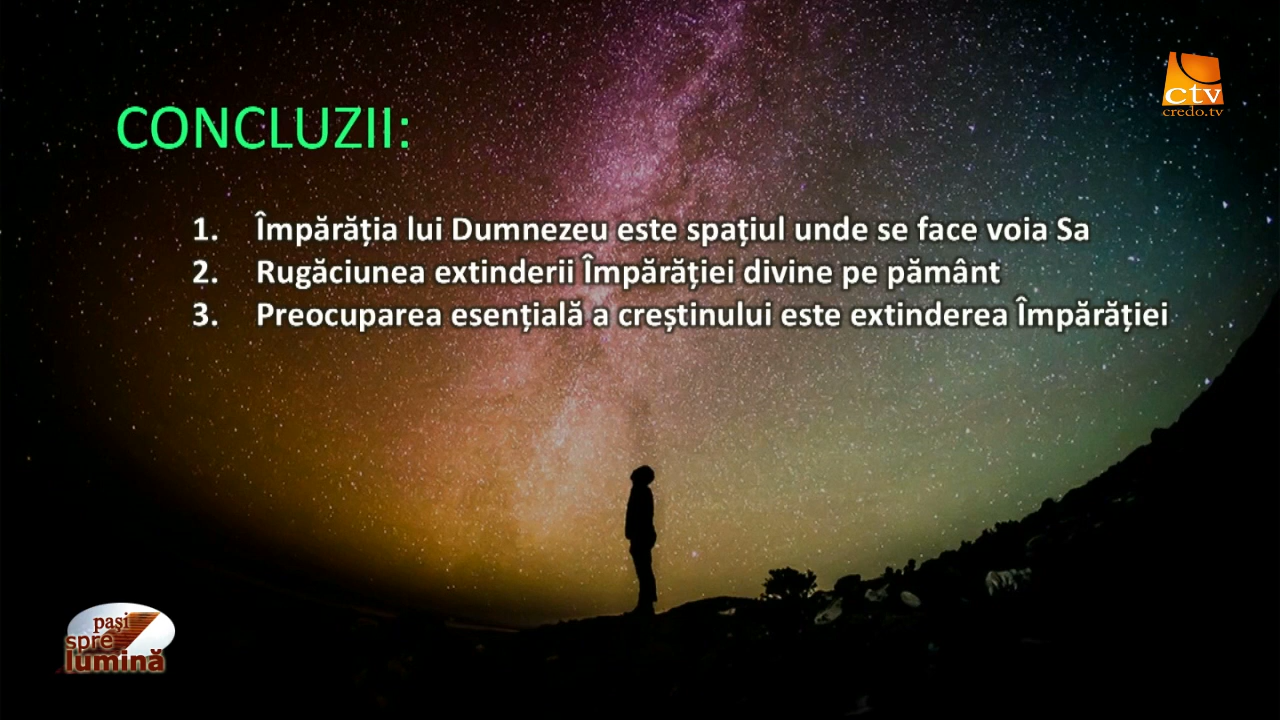 ctv
credo.tv
CONCLUZII:
1. Împărăția lui Dumnezeu este spațiul unde se face voia Sa
2. Rugăciunea extinderii Împărăției divine pe pământ
3. Preocuparea esențială a creștinului este extinderea Împărăției
pași
spre
lumină